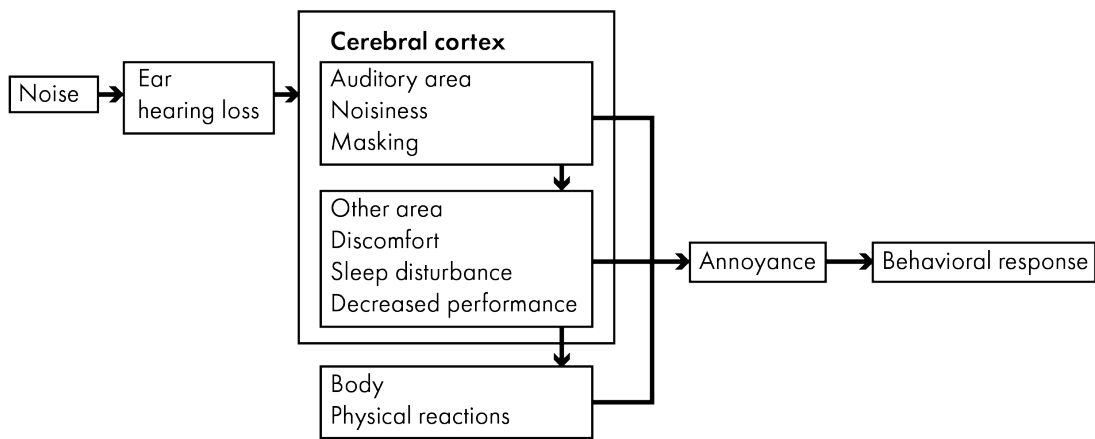 Noise
Ear
hearing loss
Cerebral cortex
Auditory area
Noisiness
Masking
Other area
Discomfort
Sleep disturbance
Decreased performance
Body
Physical reactions
Annoyance
Behavioral response